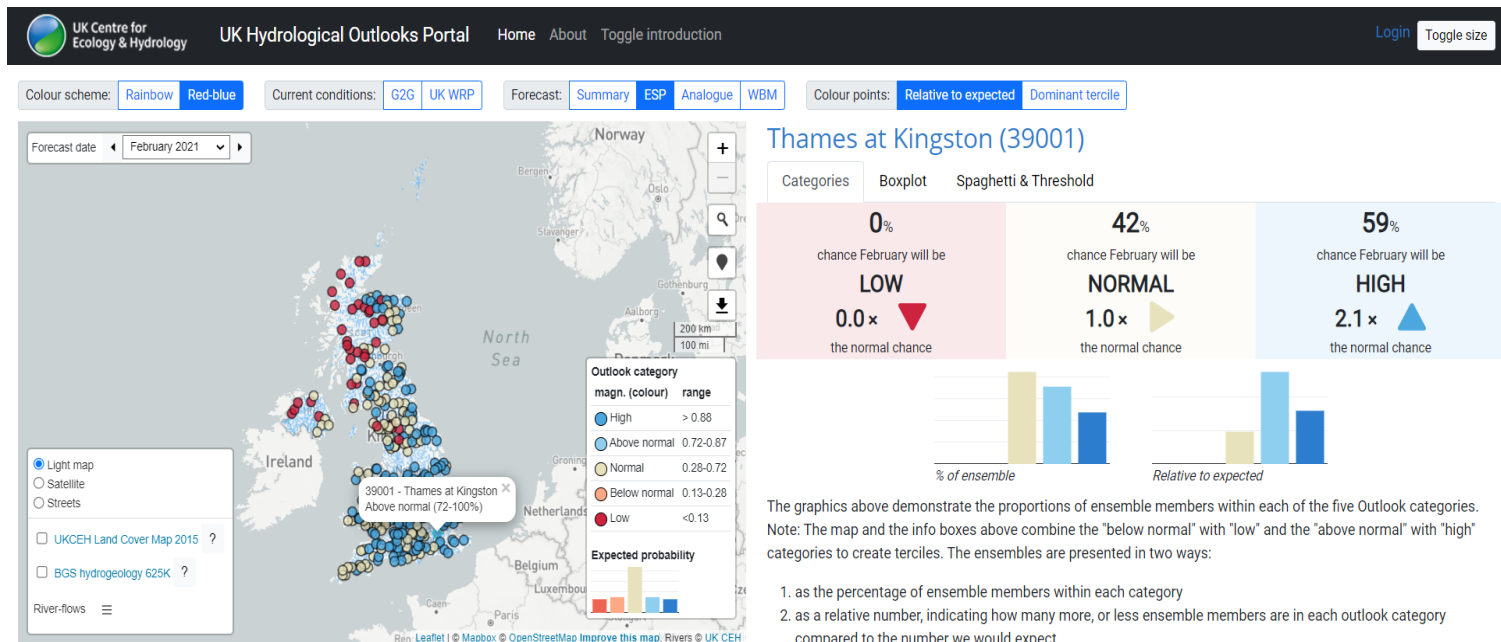 UK Centre for
Ecology & Hydrology
UK Hydrological Outlooks Portal
Home About Toggle introduction
Login
Toggle size
Colour scheme: Rainbow Red-blue
Current conditions: G2G UK WRP
Forecast: Summary ESP Analogue WBM
Colour points: Relative to expected Dominant tercile
Forecast date February 2021
Norway
Bergen
Oslo
Stavanger
Gothenburg
Aalborg
North
Sea
Ireland
Groning
Netherlands
Belgium
Luxembou
Caen
Paris
+
−
200 km
100 mi
39001 - Thames at Kingston ×
Above normal (72-100%)
Outlook category
magn. (colour) range
High > 0.88
Above normal 0.72-0.87
Normal 0.28-0.72
Below normal 0.13-0.28
Low <0.13
Expected probability
Light map
Satellite
Streets
UKCEH Land Cover Map 2015 ?
BGS hydrogeology 625K ?
River-flows
Leaflet | © Mapbox © OpenStreetMap Improve this map, Rivers © UK CEH
Thames at Kingston (39001)
Categories Boxplot Spaghetti & Threshold
0%
chance February will be
LOW
0.0 ×
the normal chance
42%
chance February will be
NORMAL
1.0 ×
the normal chance
59%
chance February will be
HIGH
2.1 ×
the normal chance
% of ensemble
Relative to expected
The graphics above demonstrate the proportions of ensemble members within each of the five Outlook categories.
Note: The map and the info boxes above combine the "below normal" with "low" and the "above normal" with "high"
categories to create terciles. The ensembles are presented in two ways:
1. as the percentage of ensemble members within each category
2. as a relative number, indicating how many more, or less ensemble members are in each outlook category
compared to the number we would expect